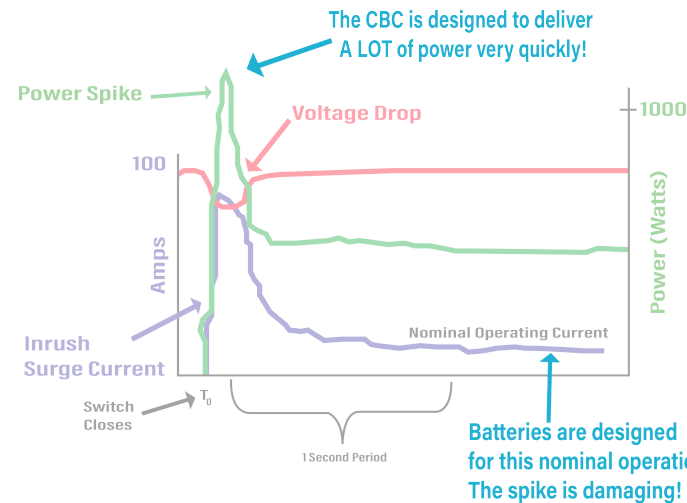 The CBC is designed to deliver
A LOT of power very quickly!
Power Spike
Voltage Drop
1000
100
Amps
Power (Watts)
Inrush
Surge Current
Nominal Operating Current
Switch
Closes
T0
1 Second Period
Batteries are designed
for this nominal operatio
The spike is damaging!